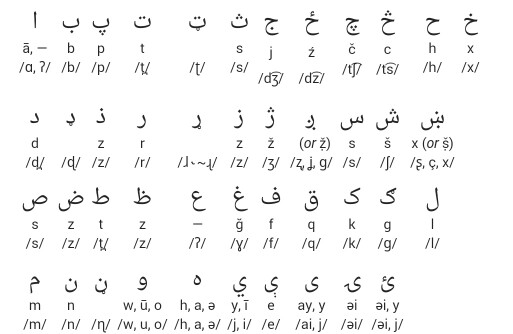 ا ب پ ت ټ ث ج ځ چ څ ح خ
ā, — b p t s j ź č c h x
/ɑ, ʔ/ /b/ /p/ /t̪/ /ʈ/ /s/ /d͡ʒ/ /d͡z/ /t͡ʃ/ /t͡s/ /h/ /x/
د ډ ذ ر ړ ز ژ ږ س ش ښ
d z r z ž (or ẓ̌) s š x (or ṣ̌)
/d̪/ /ɖ/ /z/ /r/ /ɺ˞~ɻ/ /z/ /ʒ/ /ʐ, ʝ, g/ /s/ /ʃ/ /ʂ, ç, x/
ص ض ط ظ ع غ ف ق ک ګ ل
s z t z — ğ f q k g l
/s/ /z/ /t̪/ /z/ /ʔ/ /ɣ/ /f/ /q/ /k/ /g/ /l/
م ن ڼ و ه ي ې ی ۍ ئ
m n w, ū, o h, a, ə y, ī e ay, y əi əi, y
/m/ /n/ /ɳ/ /w, u, o/ /h, a, ə/ /j, i/ /e/ /ai, j/ /əi/ /əi, j/